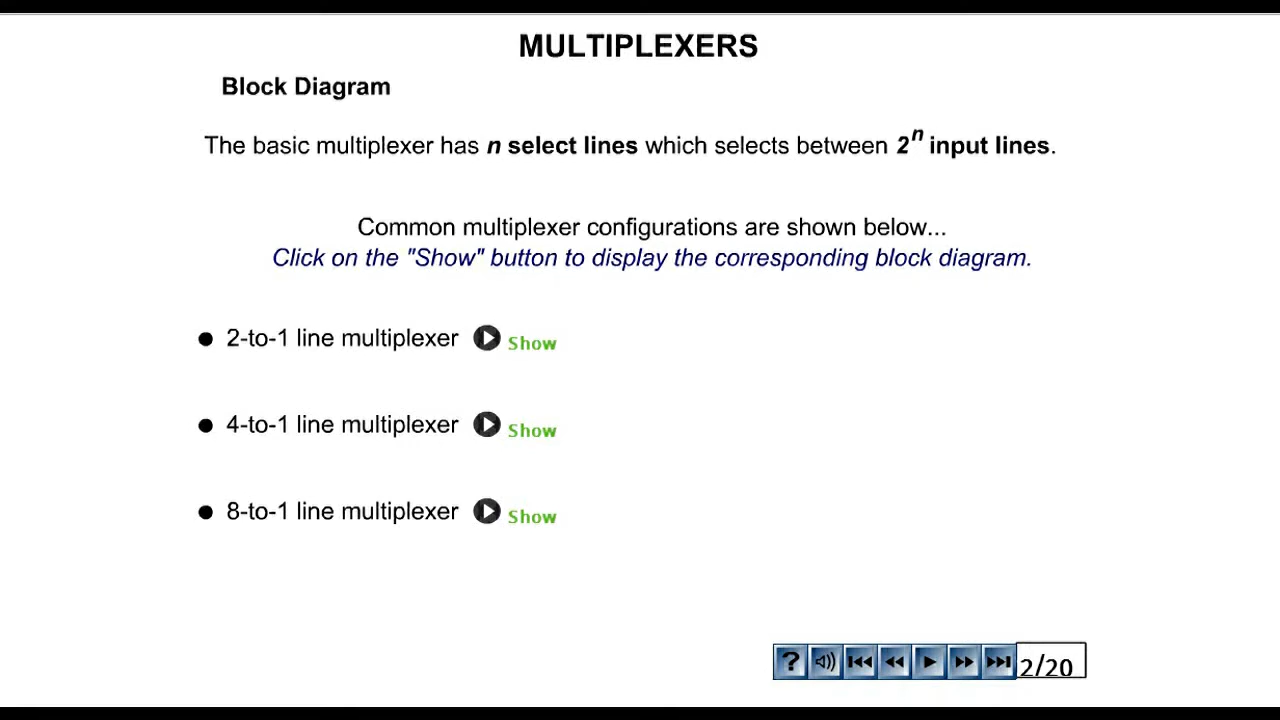 MULTIPLEXERS
Block Diagram
The basic multiplexer has n select lines which selects between 2^n input lines.
Common multiplexer configurations are shown below...
Click on the "Show" button to display the corresponding block diagram.
● 2-to-1 line multiplexer Show
● 4-to-1 line multiplexer Show
● 8-to-1 line multiplexer Show
? 2/20